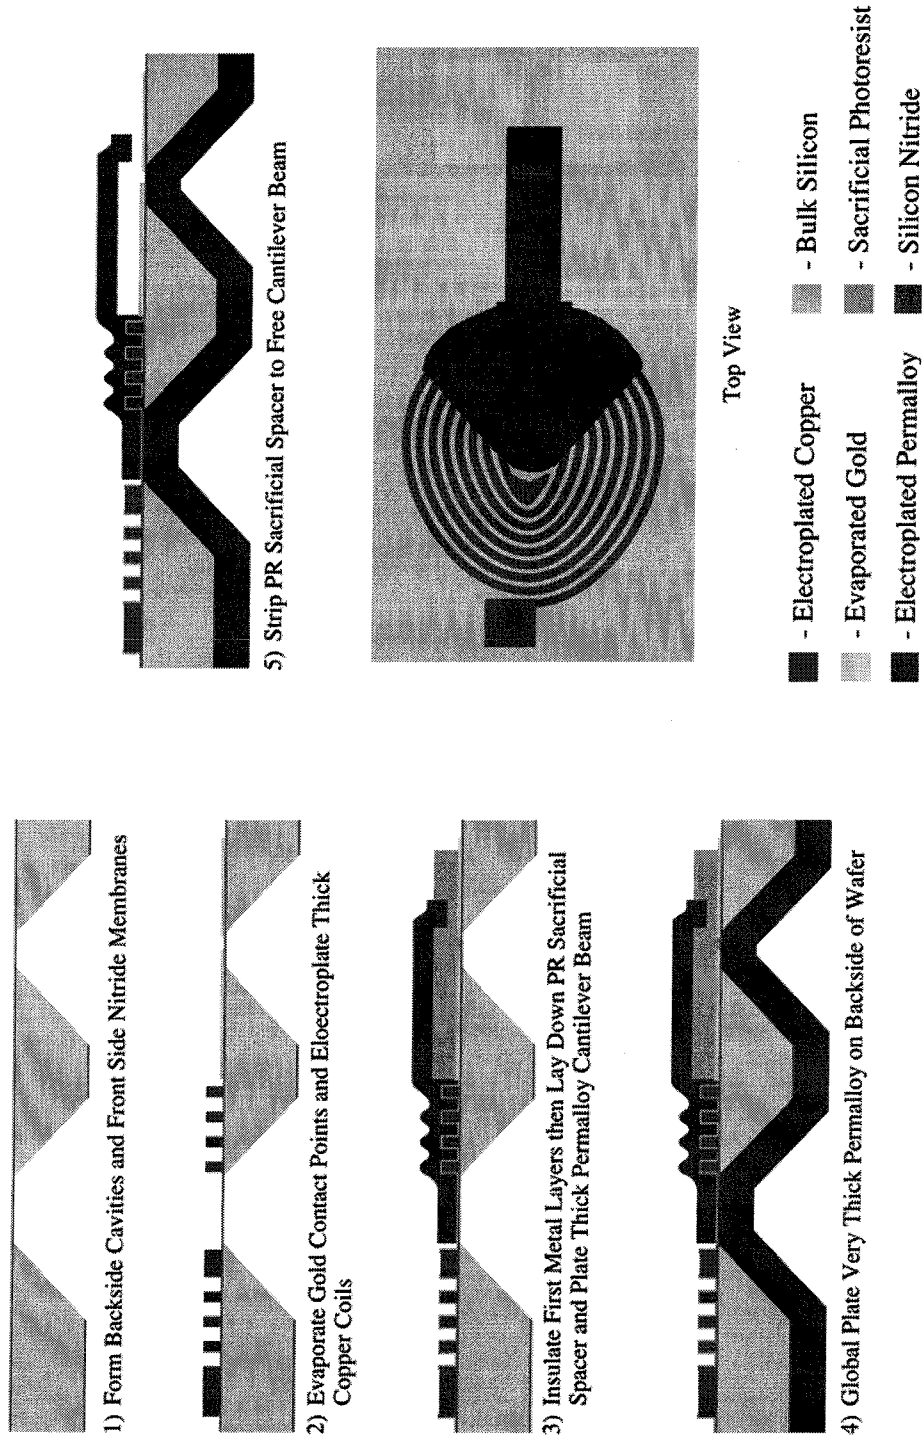 1) Form Backside Cavities and Front Side Nitride Membranes
2) Evaporate Gold Contact Points and Eloectroplate Thick
Copper Coils
3) Insulate First Metal Layers then Lay Down PR Sacrificial
Spacer and Plate Thick Permalloy Cantilever Beam
4) Global Plate Very Thick Permalloy on Backside of Wafer
5) Strip PR Sacrificial Spacer to Free Cantilever Beam
Top View
- Electroplated Copper
- Evaporated Gold
- Electroplated Permalloy
- Bulk Silicon
- Sacrificial Photoresist
- Silicon Nitride